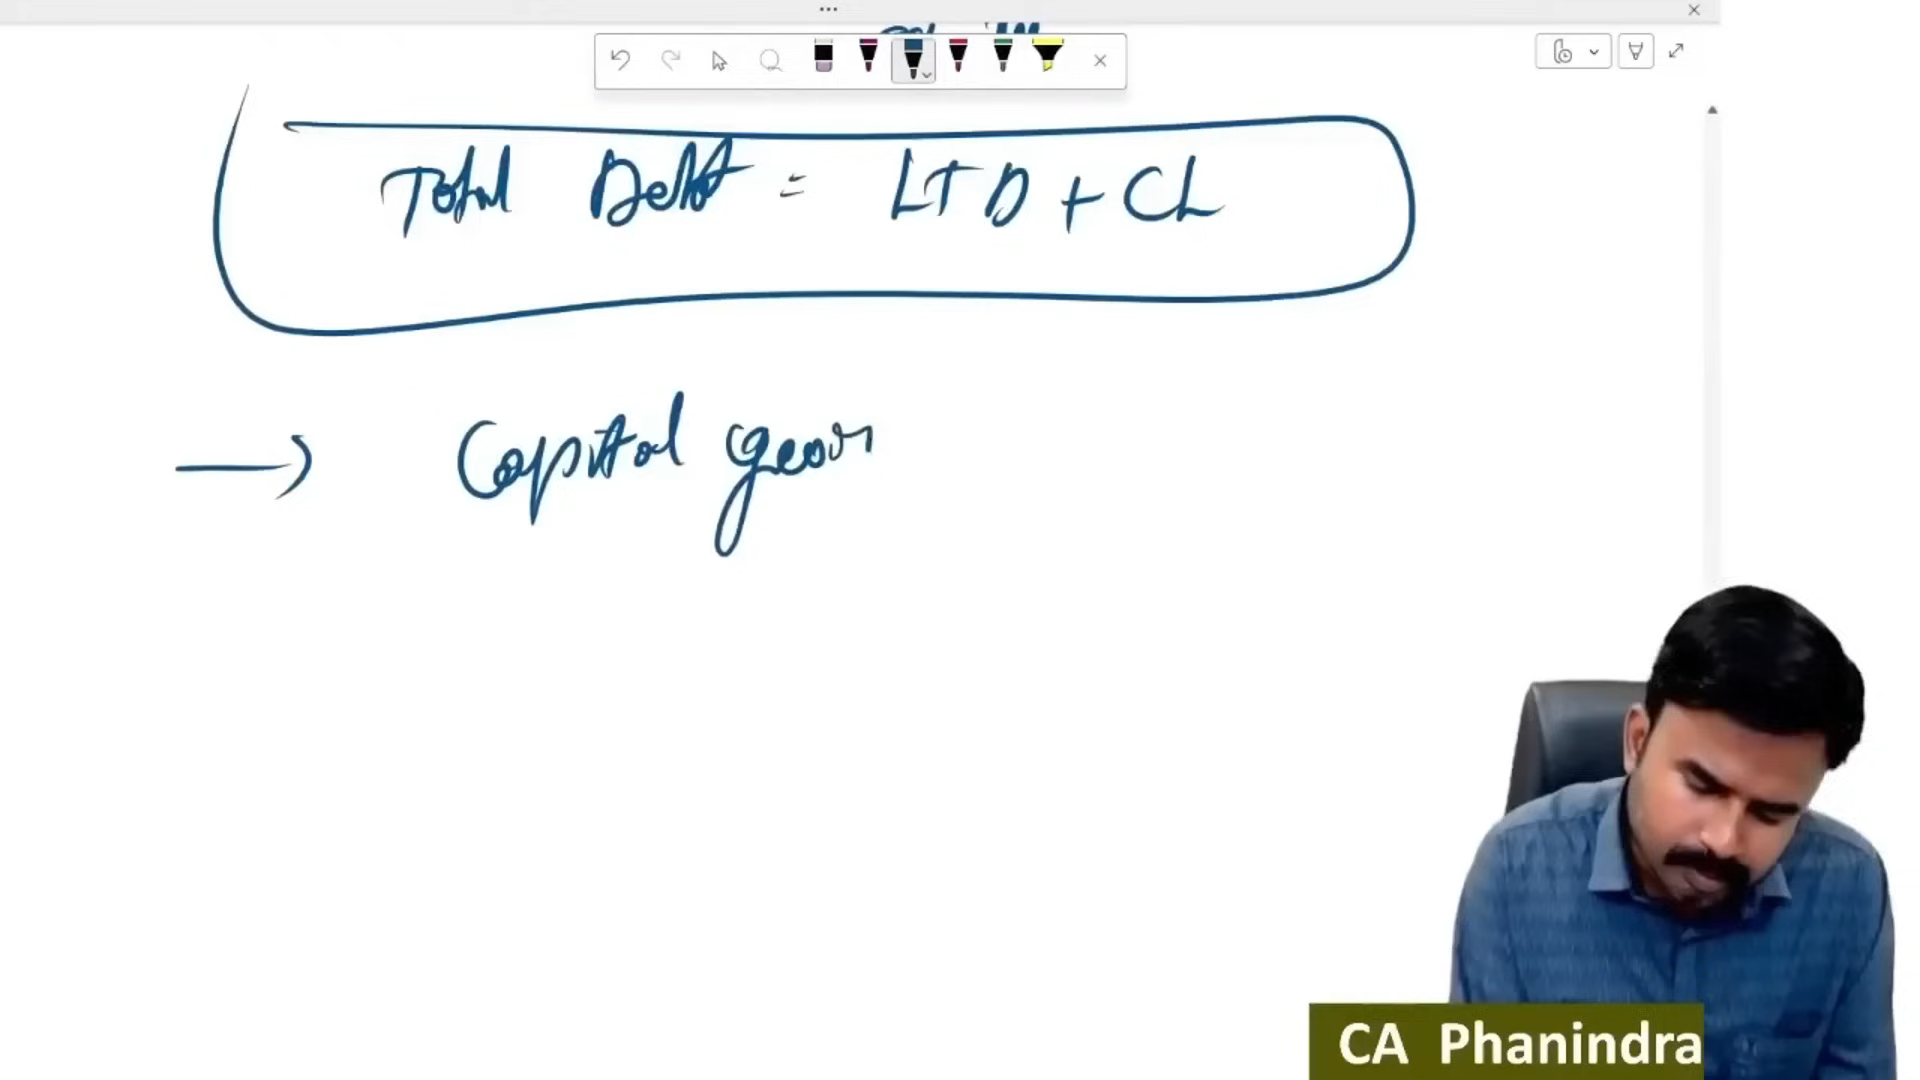 Total Debt = LTD + CL
→ Capital gear
CA Phanindra